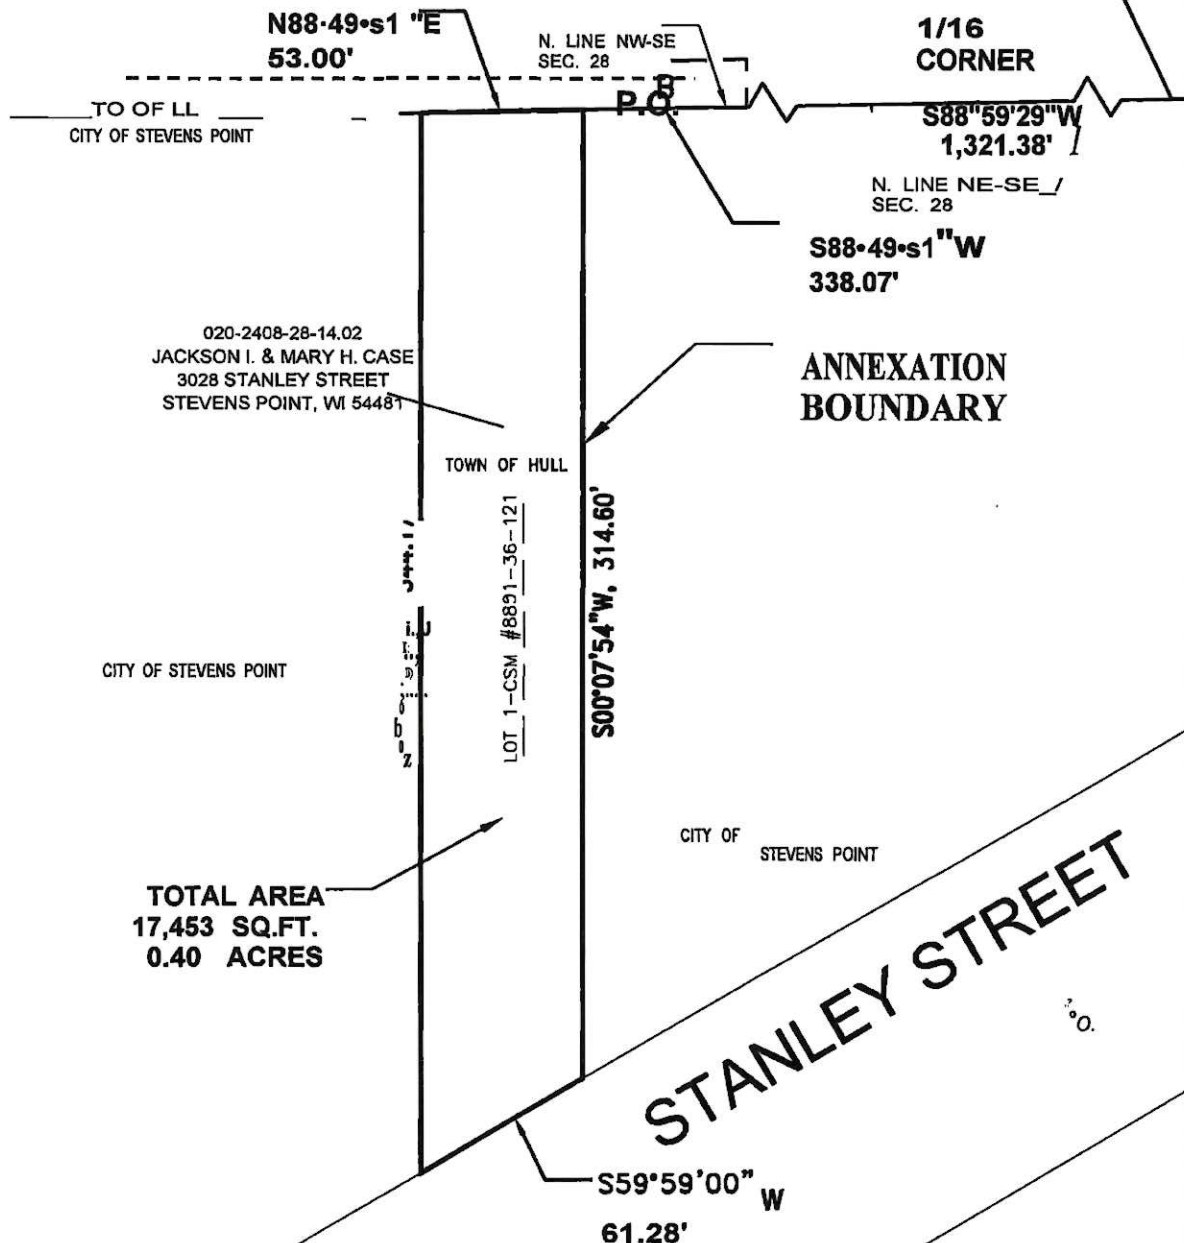 N88·49•s1 "E
53.00'
N. LINE NW-SE
SEC. 28
1/16
CORNER
P.O.
B
TO OF LL
CITY OF STEVENS POINT
S88"59'29"W
1,321.38'
N. LINE NE-SE_/
SEC. 28
S88•49•s1"W
338.07'
020-2408-28-14.02
JACKSON I. & MARY H. CASE
3028 STANLEY STREET
STEVENS POINT, WI 54481
ANNEXATION
BOUNDARY
TOWN OF HULL
LOT 1-CSM #8891-36-121
S00°07'54"W, 314.60'
CITY OF STEVENS POINT
CITY OF
STEVENS POINT
TOTAL AREA
17,453 SQ.FT.
0.40 ACRES
STANLEY STREET
S59°59'00" W
61.28'